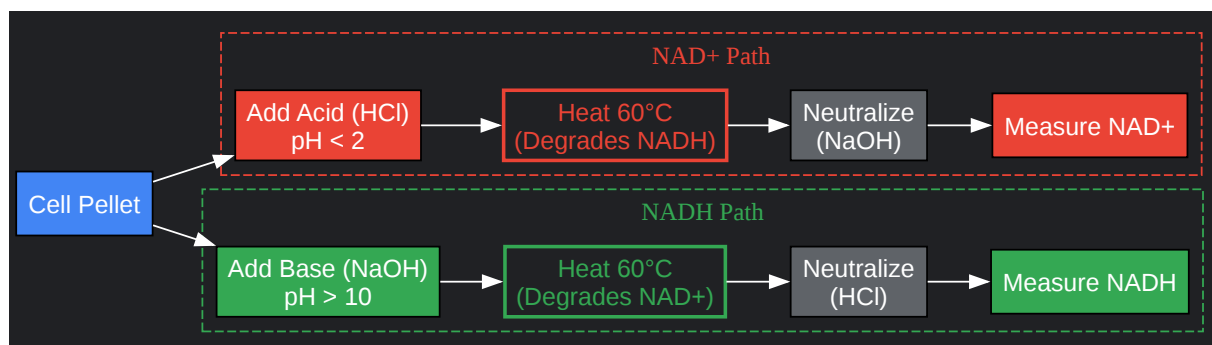 NAD+ Path
Add Acid (HCl)
pH < 2
Heat 60°C
(Degrades NADH)
Neutralize
(NaOH)
Measure NAD+
Cell Pellet
NADH Path
Add Base (NaOH)
pH > 10
Heat 60°C
(Degrades NAD+)
Neutralize
(HCl)
Measure NADH